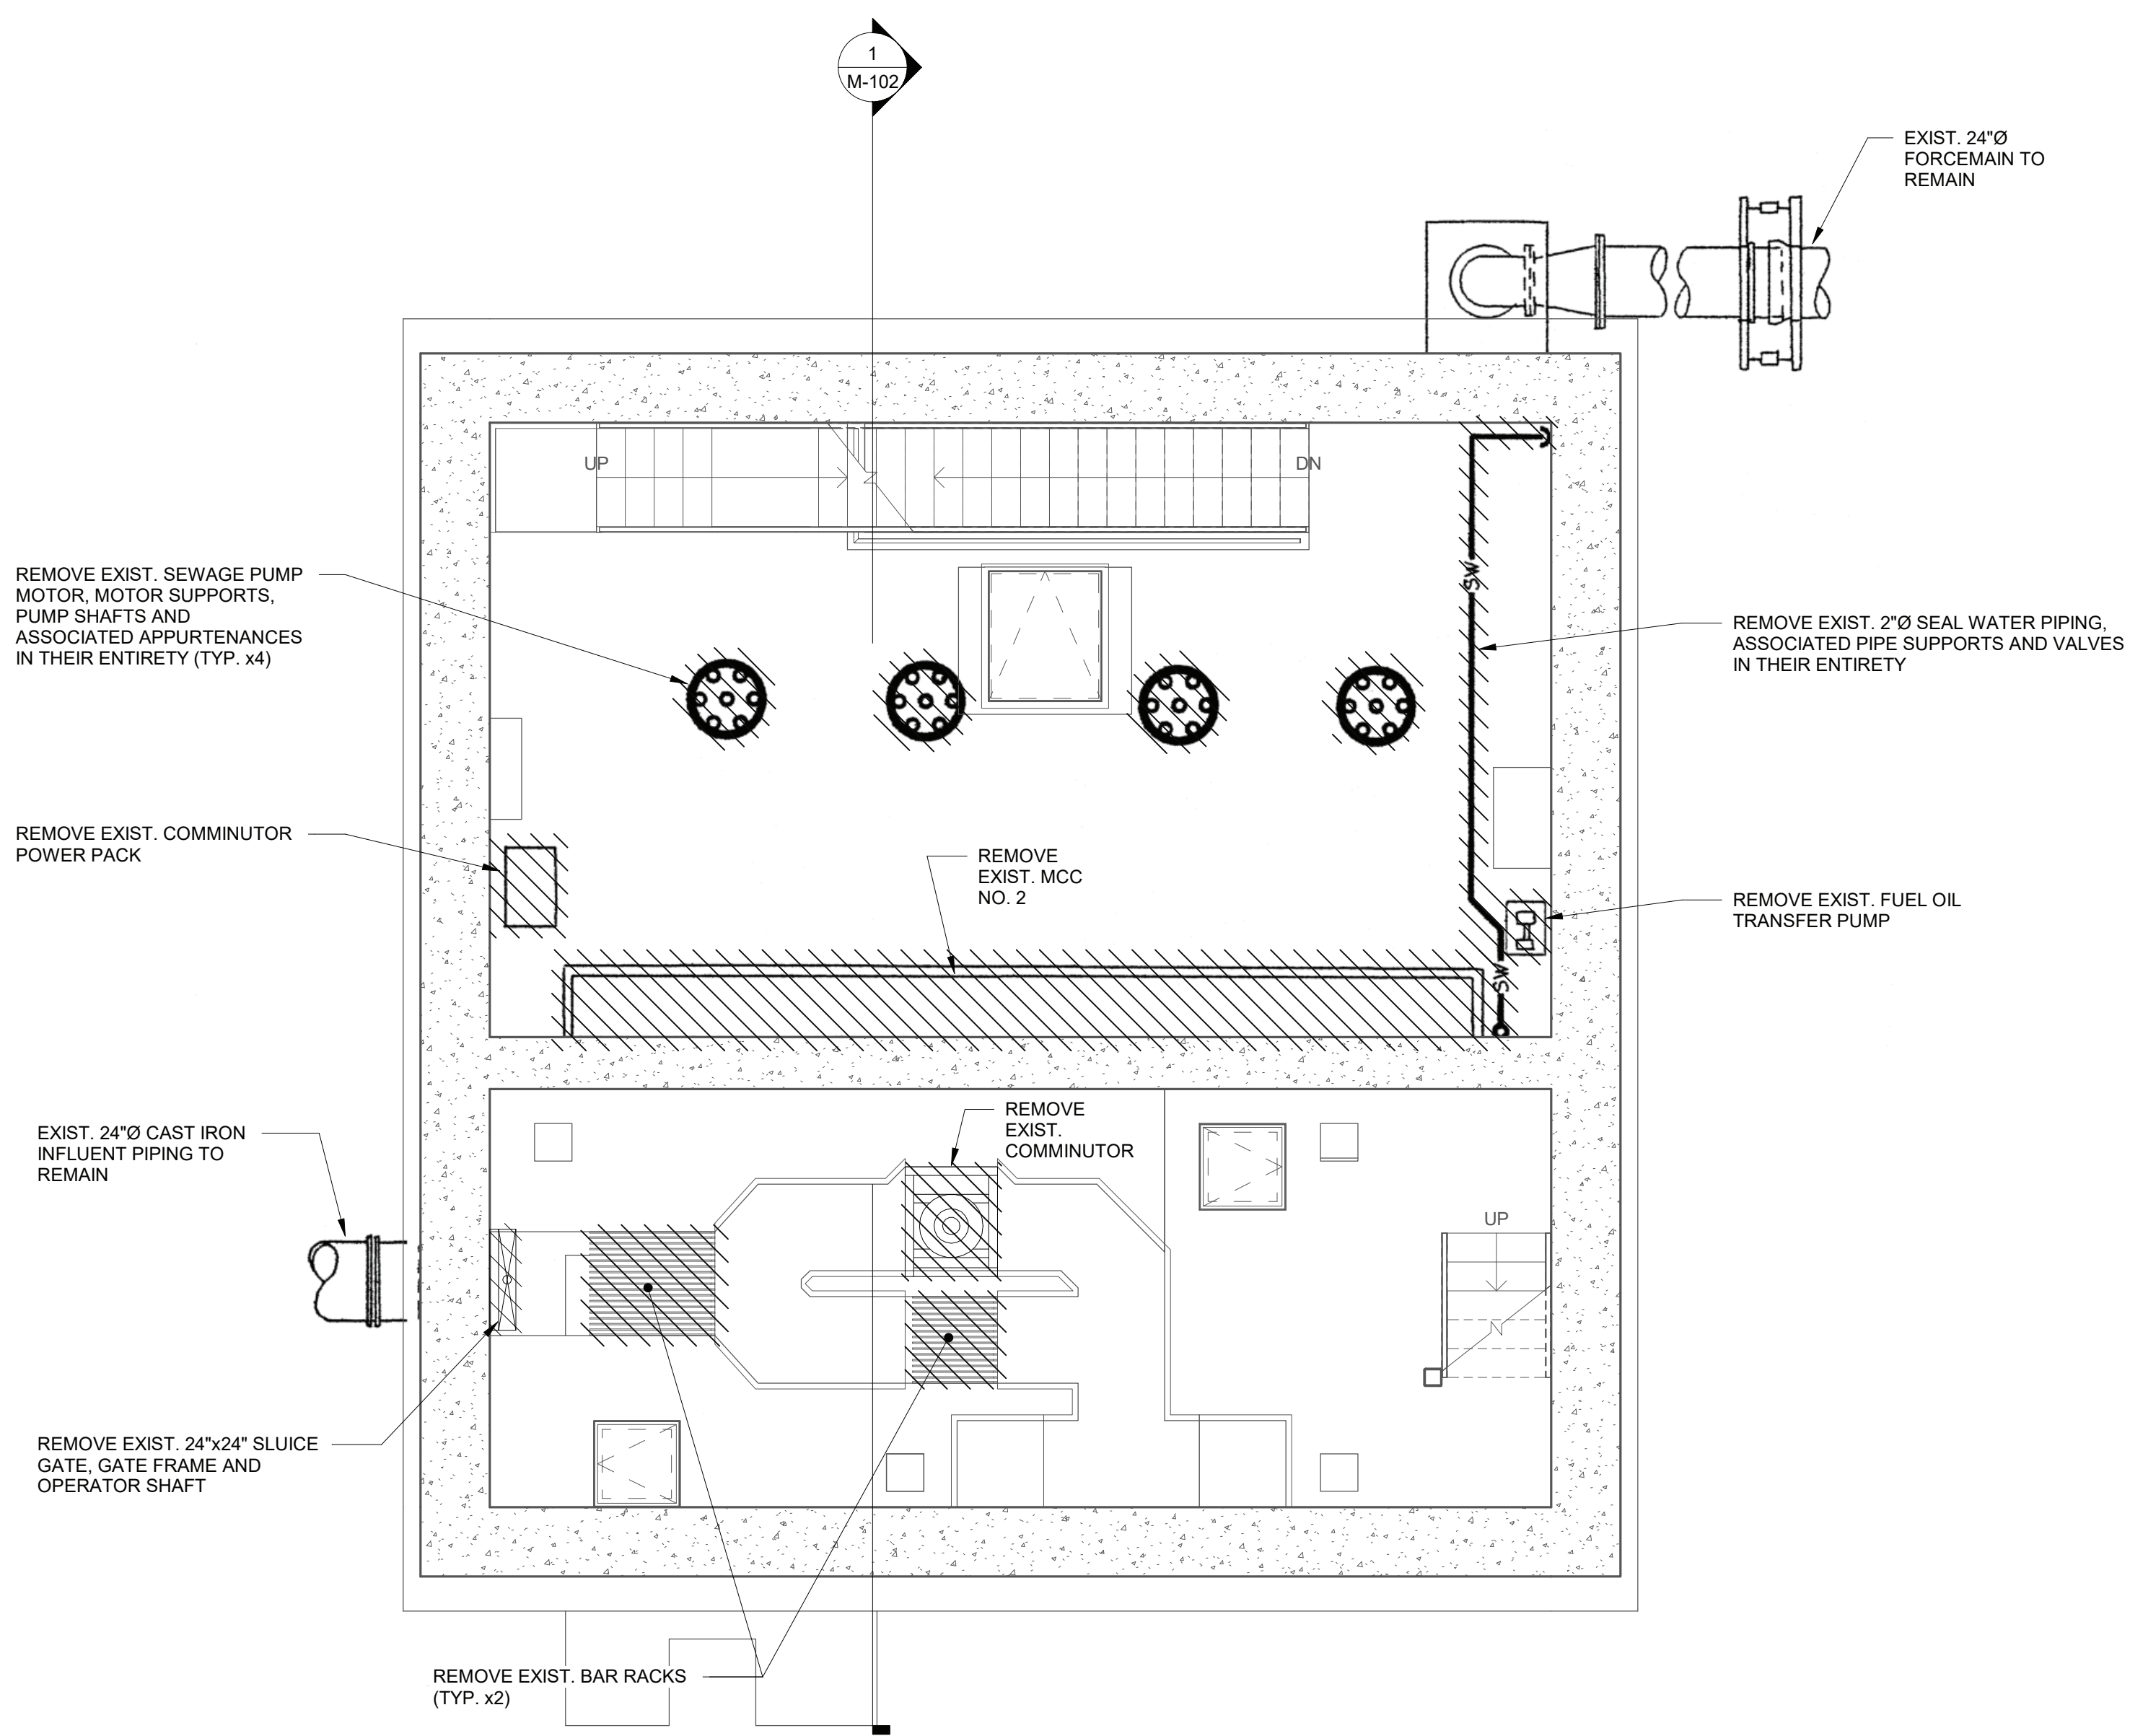 1
M-102
EXIST. 24"Ø
FORCEMAIN TO
REMAIN
UP
DN
REMOVE EXIST. SEWAGE PUMP
MOTOR, MOTOR SUPPORTS,
PUMP SHAFTS AND
ASSOCIATED APPURTENANCES
IN THEIR ENTIRETY (TYP. x4)
SW
REMOVE EXIST. 2"Ø SEAL WATER PIPING,
ASSOCIATED PIPE SUPPORTS AND VALVES
IN THEIR ENTIRETY
REMOVE EXIST. COMMINUTOR
POWER PACK
REMOVE
EXIST. MCC
NO. 2
REMOVE EXIST. FUEL OIL
TRANSFER PUMP
SW
EXIST. 24"Ø CAST IRON
INFLUENT PIPING TO
REMAIN
REMOVE
EXIST.
COMMINUTOR
UP
REMOVE EXIST. 24"x24" SLUICE
GATE, GATE FRAME AND
OPERATOR SHAFT
REMOVE EXIST. BAR RACKS
(TYP. x2)